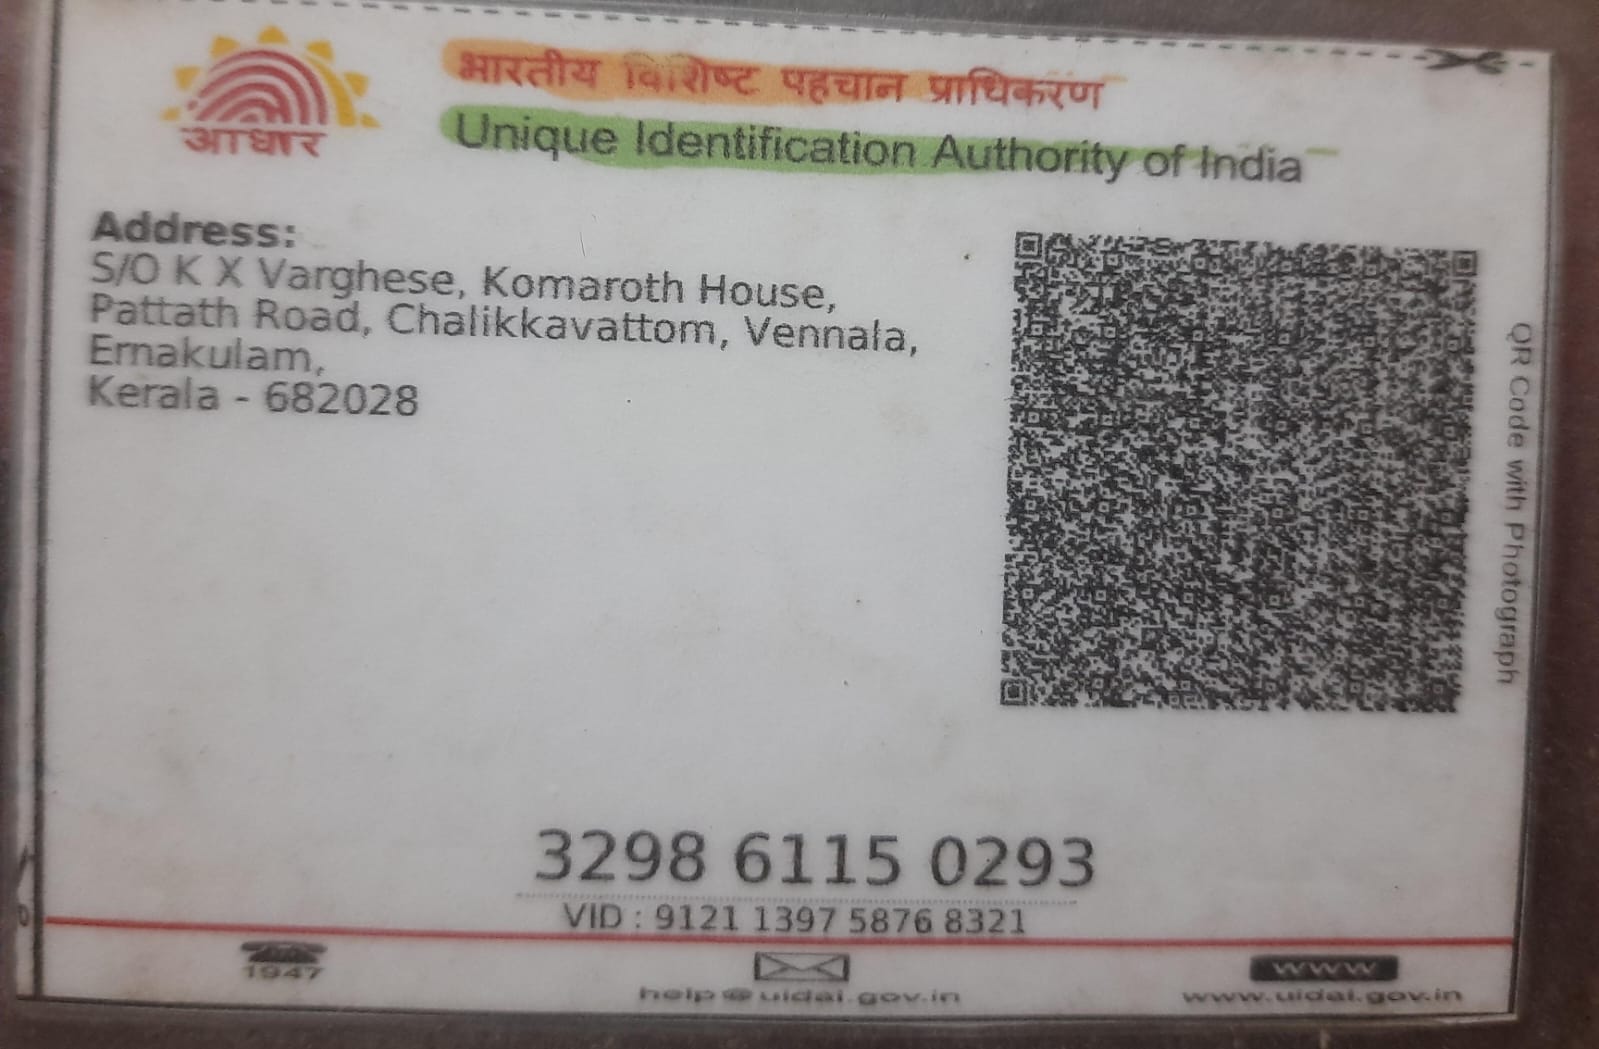 भारतीय विशिष्ट पहचान प्राधिकरण
Unique Identification Authority of India
आधार
Address:
S/O K X Varghese, Komaroth House,
Pattath Road, Chalikkavattom, Vennala,
Ernakulam,
Kerala - 682028
QR Code with Photograph
3298 6115 0293
VID : 9121 1397 5876 8321
1947
help@uidai.gov.in
www
www.uidai.gov.in